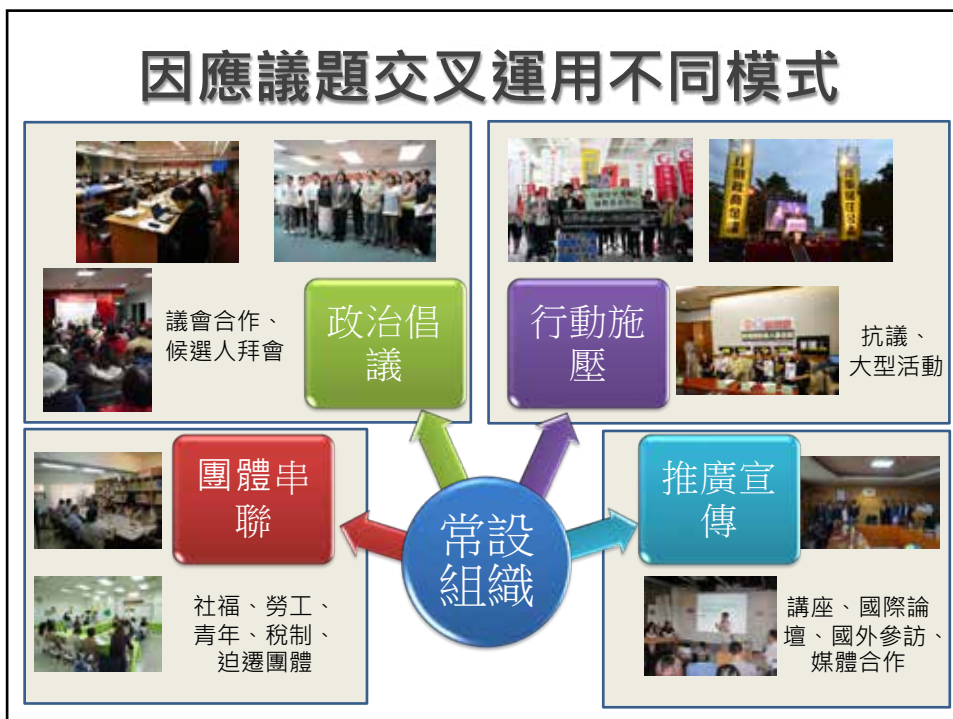 因應議題交叉運用不同模式
議會合作、
候選人拜會
政治倡
議
行動施
壓
抗議、
大型活動
團體串
聯
社福、勞工、
青年、稅制、
迫遷團體
常設
組織
推廣宣
傳
講座、國際論
壇、國外參訪、
媒體合作